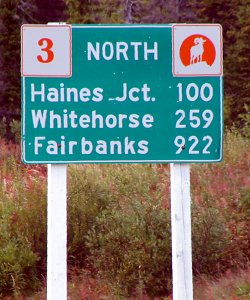 3 NORTH
Haines Jct. 100
Whitehorse 259
Fairbanks 922